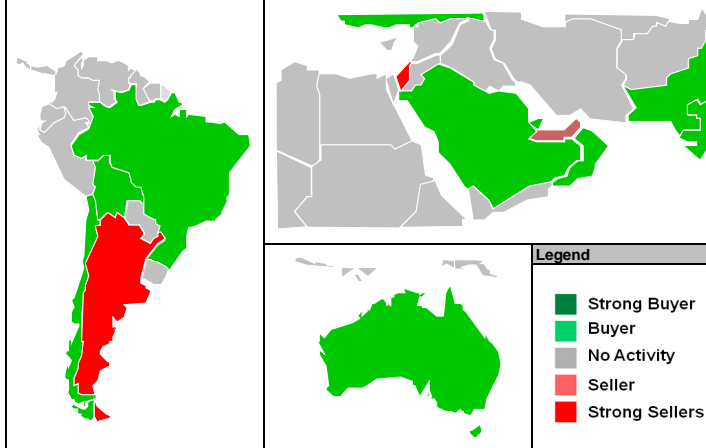 Legend
Strong Buyer
Buyer
No Activity
Seller
Strong Sellers